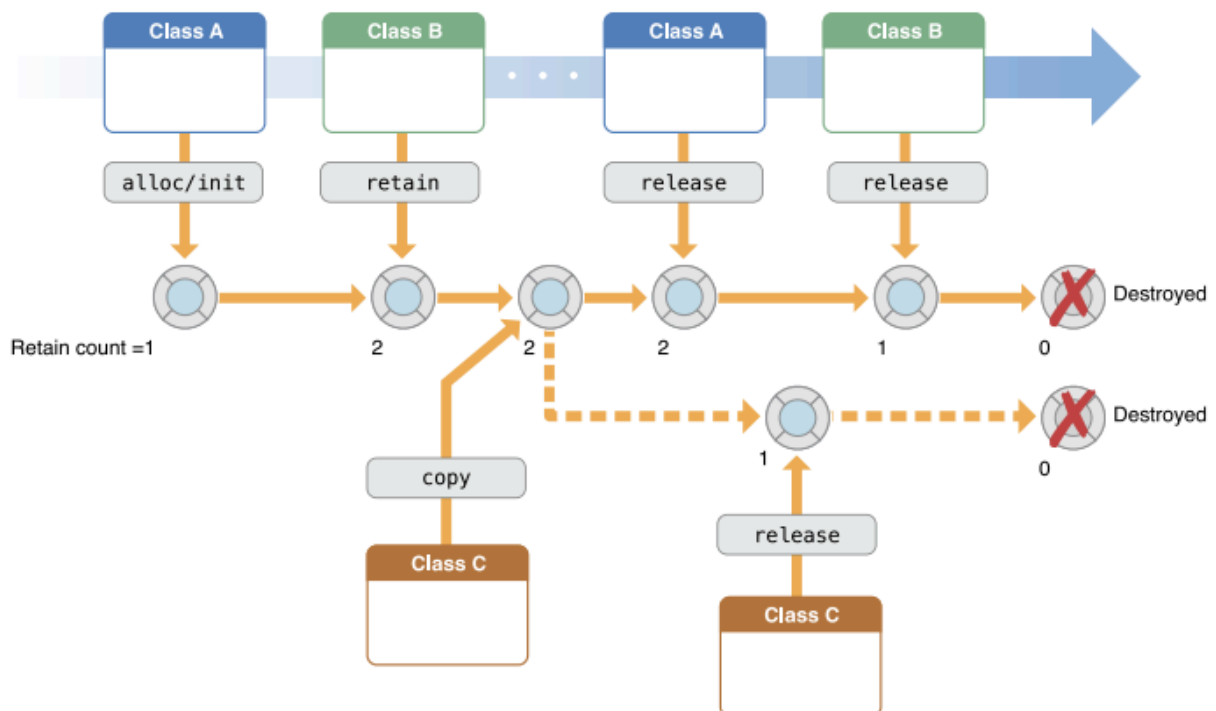 Class A
Class B
Class A
Class B
alloc/init
retain
release
release
Destroyed
Retain count =1
2
2
2
1
0
Destroyed
1
0
copy
release
Class C
Class C